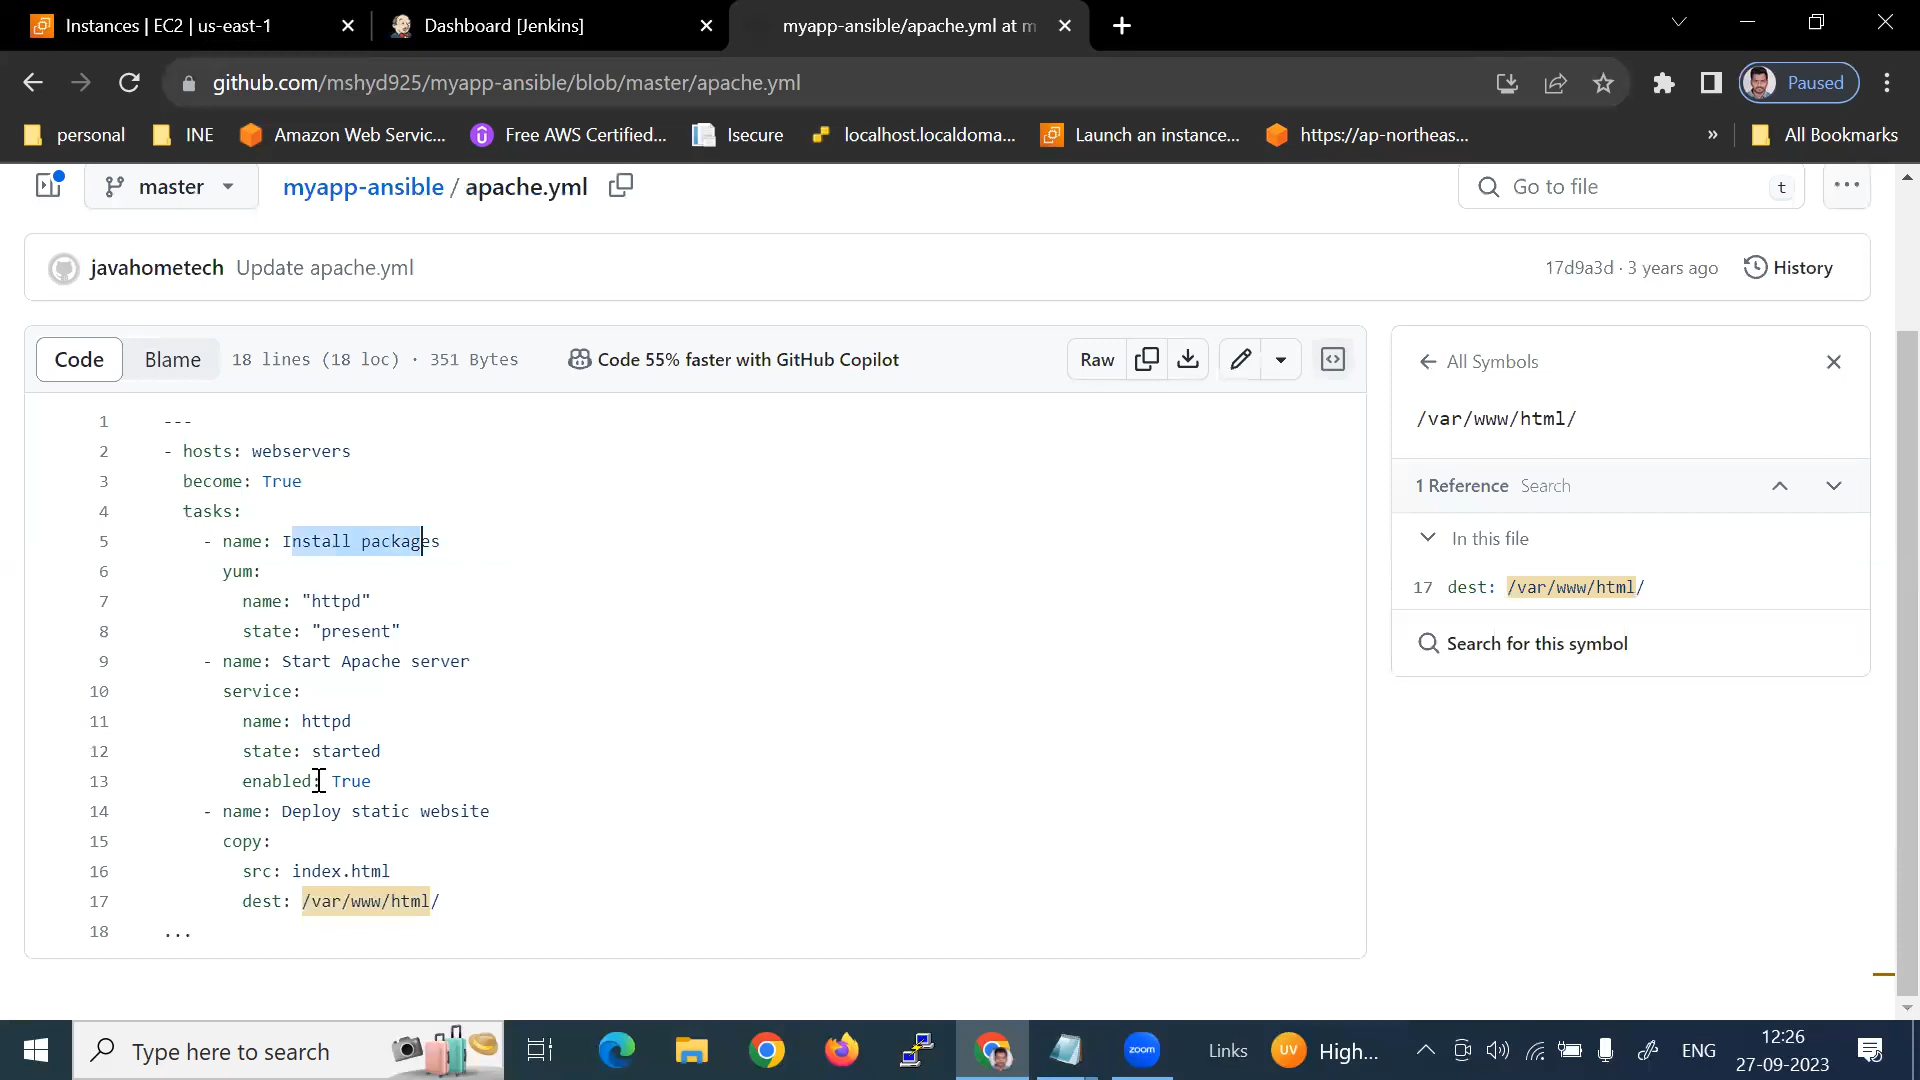 Instances | EC2 | us-east-1
Dashboard [Jenkins]
myapp-ansible/apache.yml at m
github.com/mshyd925/myapp-ansible/blob/master/apache.yml
Paused
personal
INE
Amazon Web Servic...
Free AWS Certified...
Isecure
localhost.localdoma...
Launch an instance...
https://ap-northeas...
»
All Bookmarks
master
myapp-ansible / apache.yml
Go to file
t
javahometech Update apache.yml
17d9a3d · 3 years ago
History
Code
Blame
18 lines (18 loc) · 351 Bytes
Code 55% faster with GitHub Copilot
Raw
1 ---
2 - hosts: webservers
3 become: True
4 tasks:
5 - name: Install packages
6 yum:
7 name: "httpd"
8 state: "present"
9 - name: Start Apache server
10 service:
11 name: httpd
12 state: started
13 enabled: True
14 - name: Deploy static website
15 copy:
16 src: index.html
17 dest: /var/www/html/
18 ...
All Symbols
/var/www/html/
1 Reference Search
In this file
17 dest: /var/www/html/
Search for this symbol
Type here to search
zoom
Links
UV
High...
ENG
12:26
27-09-2023